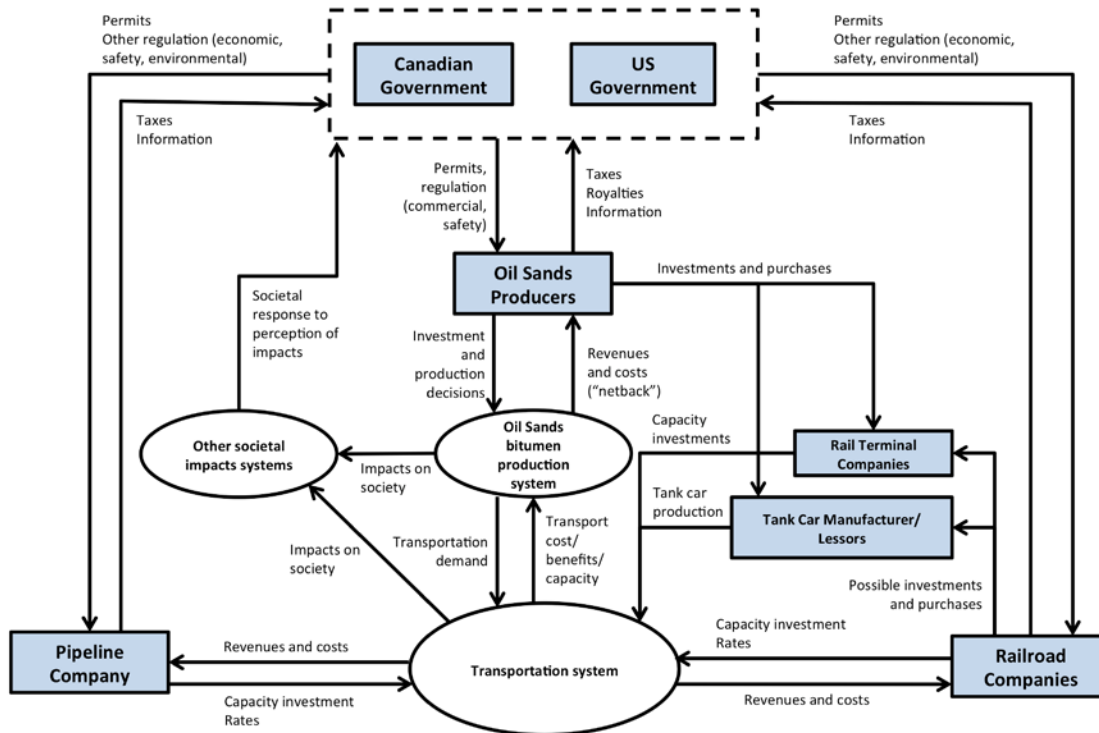 Permits
Other regulation (economic,
safety, environmental)
Canadian
Government
US
Government
Permits
Other regulation (economic,
safety, environmental)
Taxes
Information
Taxes
Information
Permits,
regulation
(commercial,
safety)
Taxes
Royalties
Information
Oil Sands
Producers
Investments and purchases
Societal
response to
perception of
impacts
Investment
and
production
decisions
Revenues
and costs
(“netback”)
Other societal
impacts systems
Impacts on
society
Oil Sands
bitumen
production
system
Capacity
investments
Rail Terminal
Companies
Tank car
production
Tank Car Manufacturer/
Lessors
Impacts on
society
Transportation
demand
Transport
cost/
benefits/
capacity
Possible investments
and purchases
Pipeline
Company
Revenues and costs
Capacity investment
Rates
Transportation system
Capacity investment
Rates
Revenues and costs
Railroad
Companies